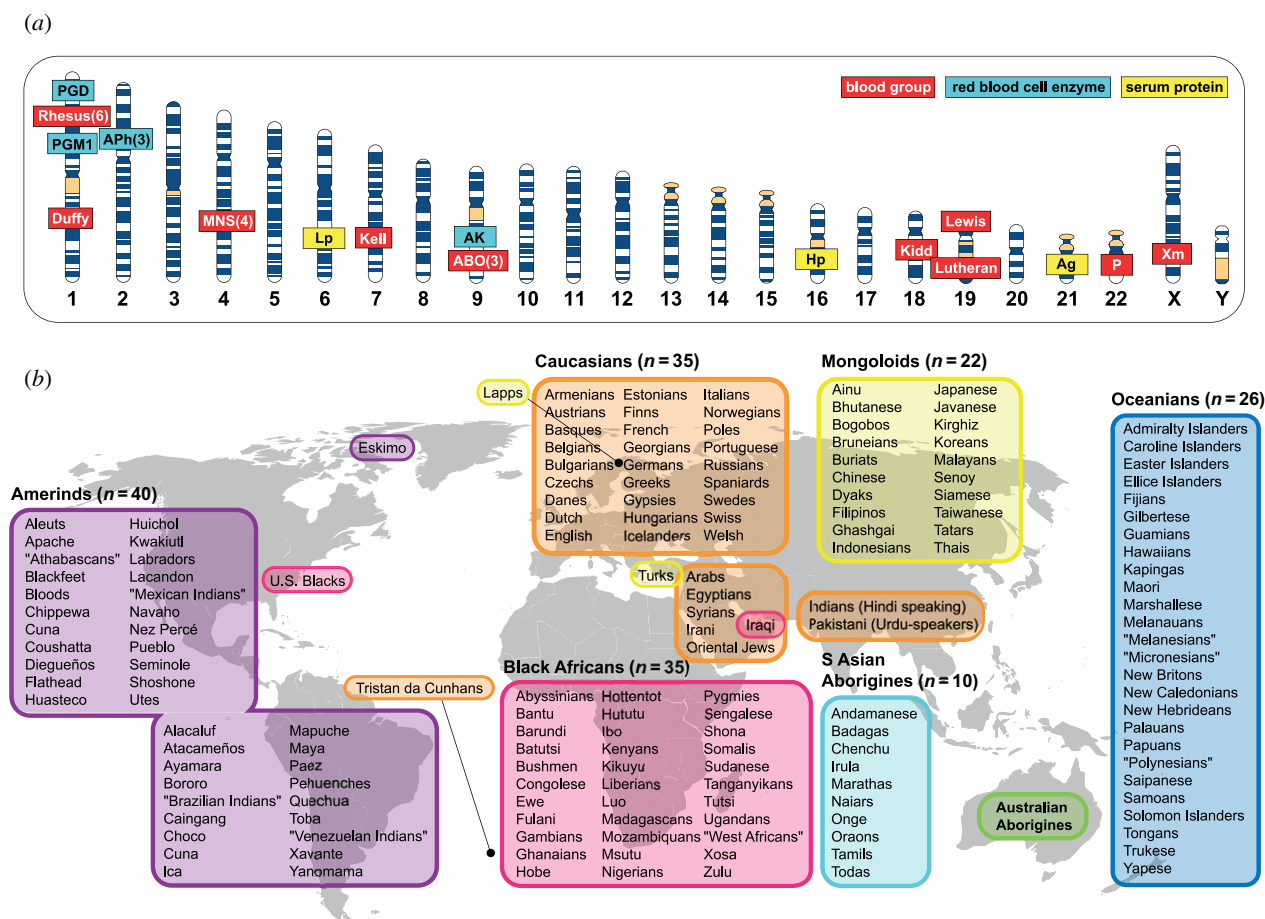 (a)
blood group
red blood cell enzyme
serum protein
PGD
Rhesus(6)
PGM1
Duffy
APh(3)
MNS(4)
Lp
Kell
AK
ABO(3)
Hp
Kidd
Lewis
Lutheran
Ag
P
Xm
1 2 3 4 5 6 7 8 9 10 11 12 13 14 15 16 17 18 19 20 21 22 X Y
(b)
Caucasians (n = 35)
Armenians Estonians Italians
Austrians Finns Norwegians
Basques French Poles
Belgians Georgians Portuguese
Bulgarians Germans Russians
Czechs Greeks Spaniards
Danes Gypsies Swedes
Dutch Hungarians Swiss
English Icelanders Welsh
Lapps
Turks
Arabs
Egyptians
Syrians
Irani
Oriental Jews
Iraqi
Indians (Hindi speaking)
Pakistani (Urdu-speakers)
Tristan da Cunhans
Mongoloids (n = 22)
Ainu Japanese
Bhutanese Javanese
Bogobos Kirghiz
Bruneians Koreans
Buriats Malayans
Chinese Senoy
Dyaks Siamese
Filipinos Taiwanese
Ghashgai Tatars
Indonesians Thais
Oceanians (n = 26)
Admiralty Islanders
Caroline Islanders
Easter Islanders
Ellice Islanders
Fijians
Gilbertese
Guamians
Hawaiians
Kapingas
Maori
Marshallese
Melanauans
"Melanesians"
"Micronesians"
New Britons
New Caledonians
New Hebrideans
Palauans
Papuans
"Polynesians"
Saipanese
Samoans
Solomon Islanders
Tongans
Trukese
Yapese
Eskimo
Amerinds (n = 40)
Aleuts Huichol
Apache Kwakiutl
"Athabascans" Labradors
Blackfeet Lacandon
Bloods "Mexican Indians"
Chippewa Navaho
Cuna Nez Percé
Coushatta Pueblo
Diegueños Seminole
Flathead Shoshone
Huasteco Utes
U.S. Blacks
Alacaluf Mapuche
Atacameños Maya
Ayamara Paez
Bororo Pehuenches
"Brazilian Indians" Quechua
Caingang Toba
Choco "Venezuelan Indians"
Cuna Xavante
Ica Yanomama
Black Africans (n = 35)
Abyssinians Hottentot Pygmies
Bantu Hututu Sengalese
Barundi Ibo Shona
Batutsi Kenyans Somalis
Bushmen Kikuyu Sudanese
Congolese Liberians Tanganyikans
Ewe Luo Tutsi
Fulani Madagascans Ugandans
Gambians Mozambiquans "West Africans"
Ghanaians Msutu Xosa
Hobe Nigerians Zulu
S Asian
Aborigines (n = 10)
Andamanese
Badagas
Chenchu
Irula
Marathas
Naiars
Onge
Oraons
Tamils
Todas
Australian
Aborigines